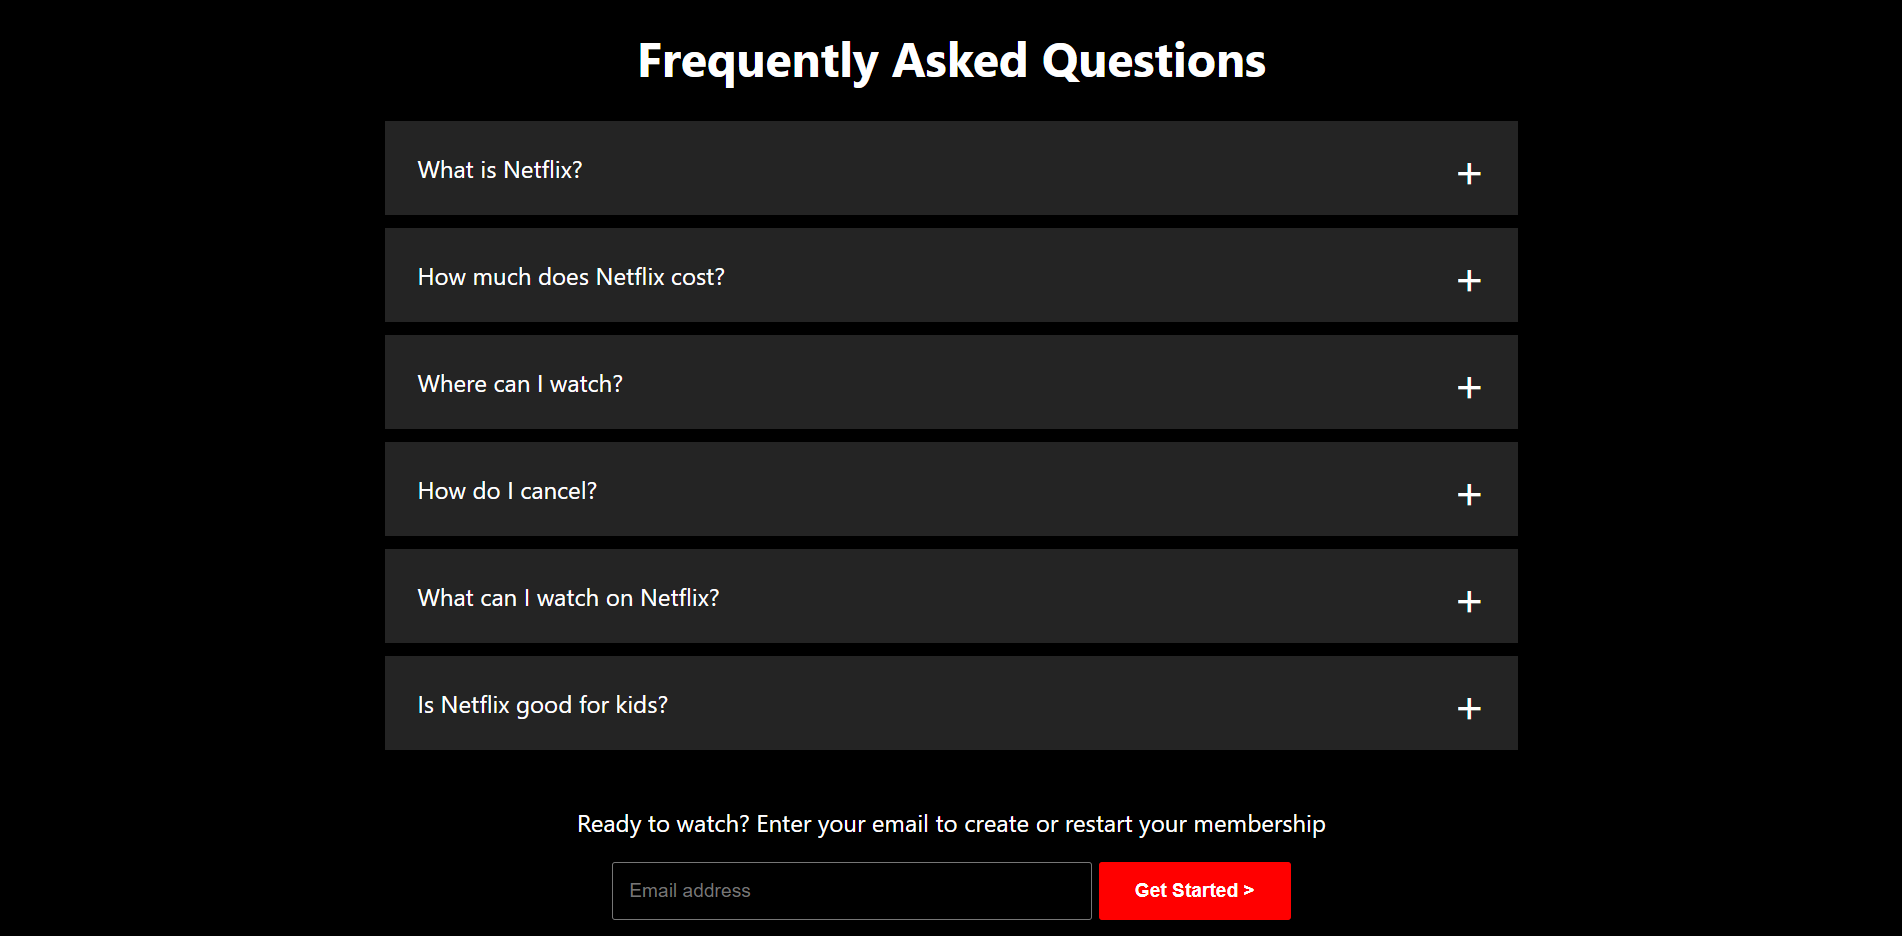 Frequently Asked Questions
What is Netflix?
+
How much does Netflix cost?
+
Where can I watch?
+
How do I cancel?
+
What can I watch on Netflix?
+
Is Netflix good for kids?
+
Ready to watch? Enter your email to create or restart your membership
Email address
Get Started >